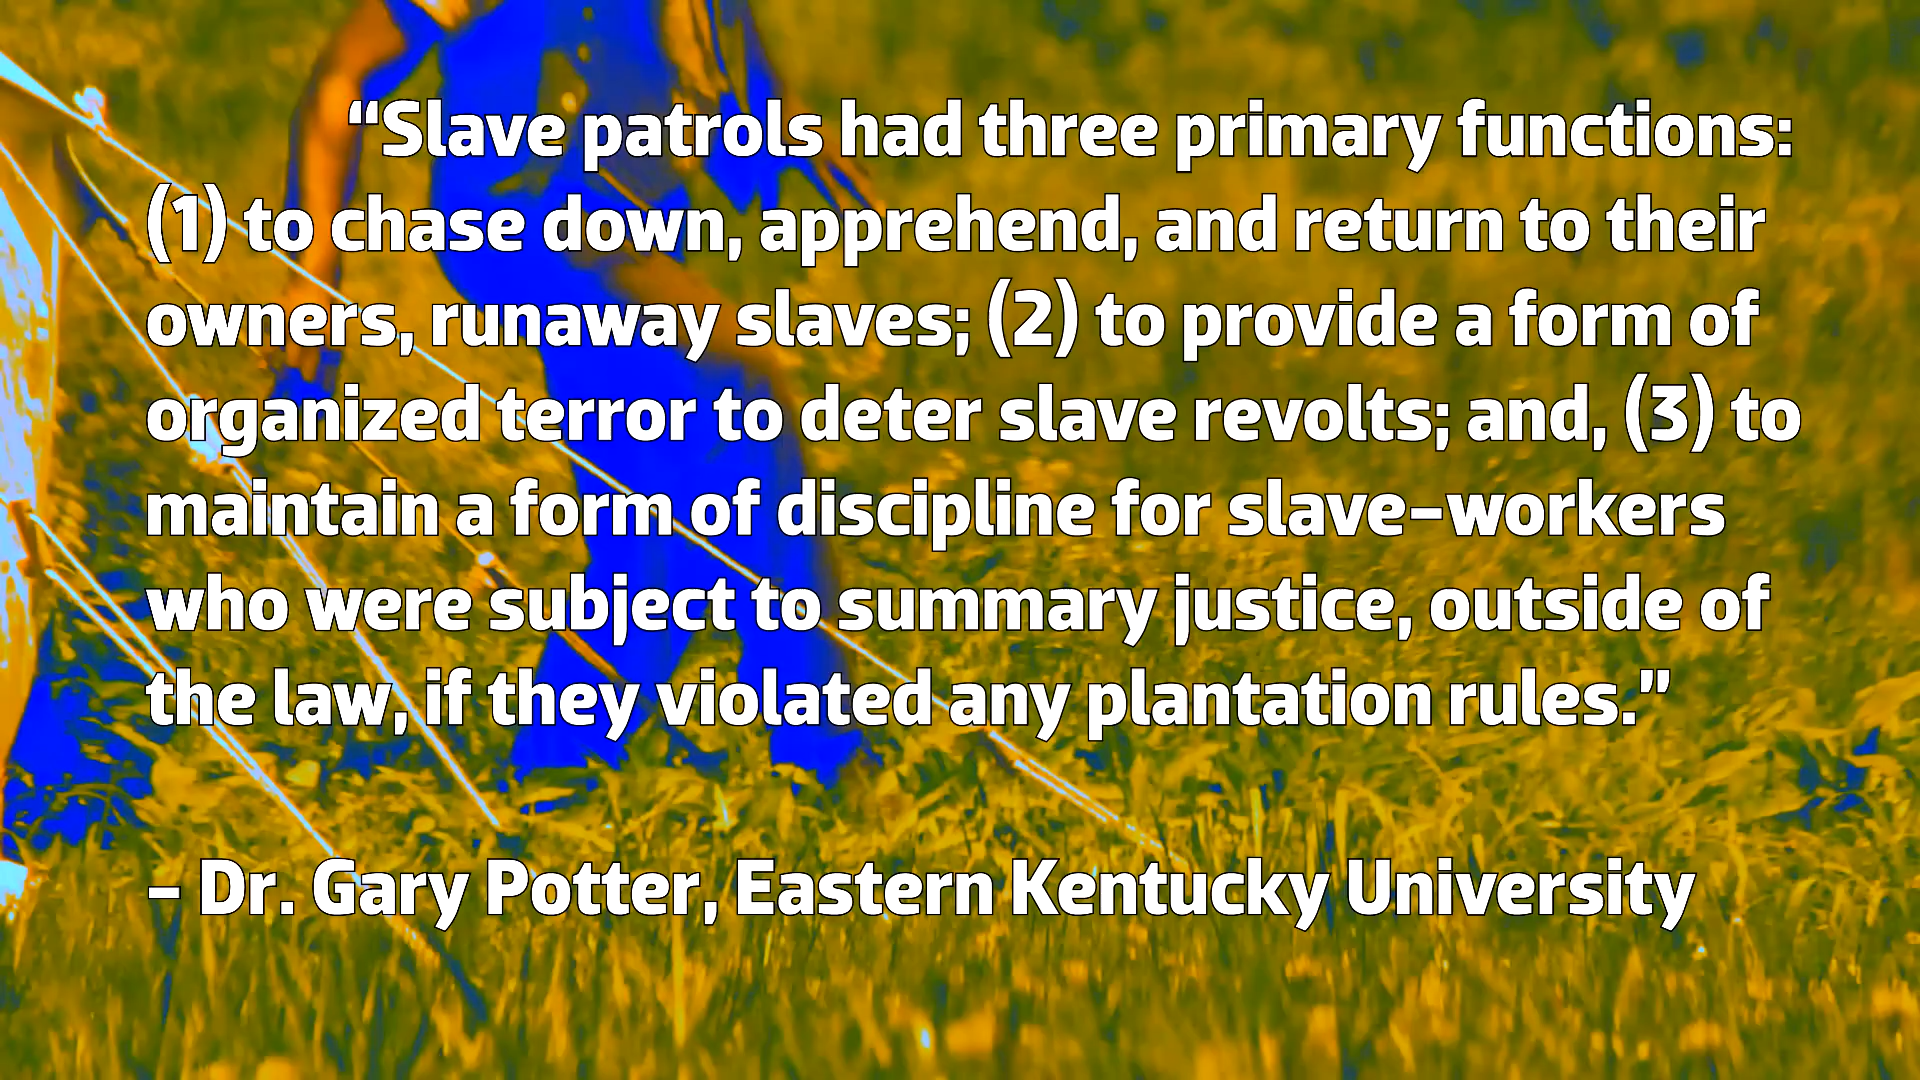 “Slave patrols had three primary functions:
(1) to chase down, apprehend, and return to their
owners, runaway slaves; (2) to provide a form of
organized terror to deter slave revolts; and, (3) to
maintain a form of discipline for slave-workers
who were subject to summary justice, outside of
the law, if they violated any plantation rules.”
- Dr. Gary Potter, Eastern Kentucky University